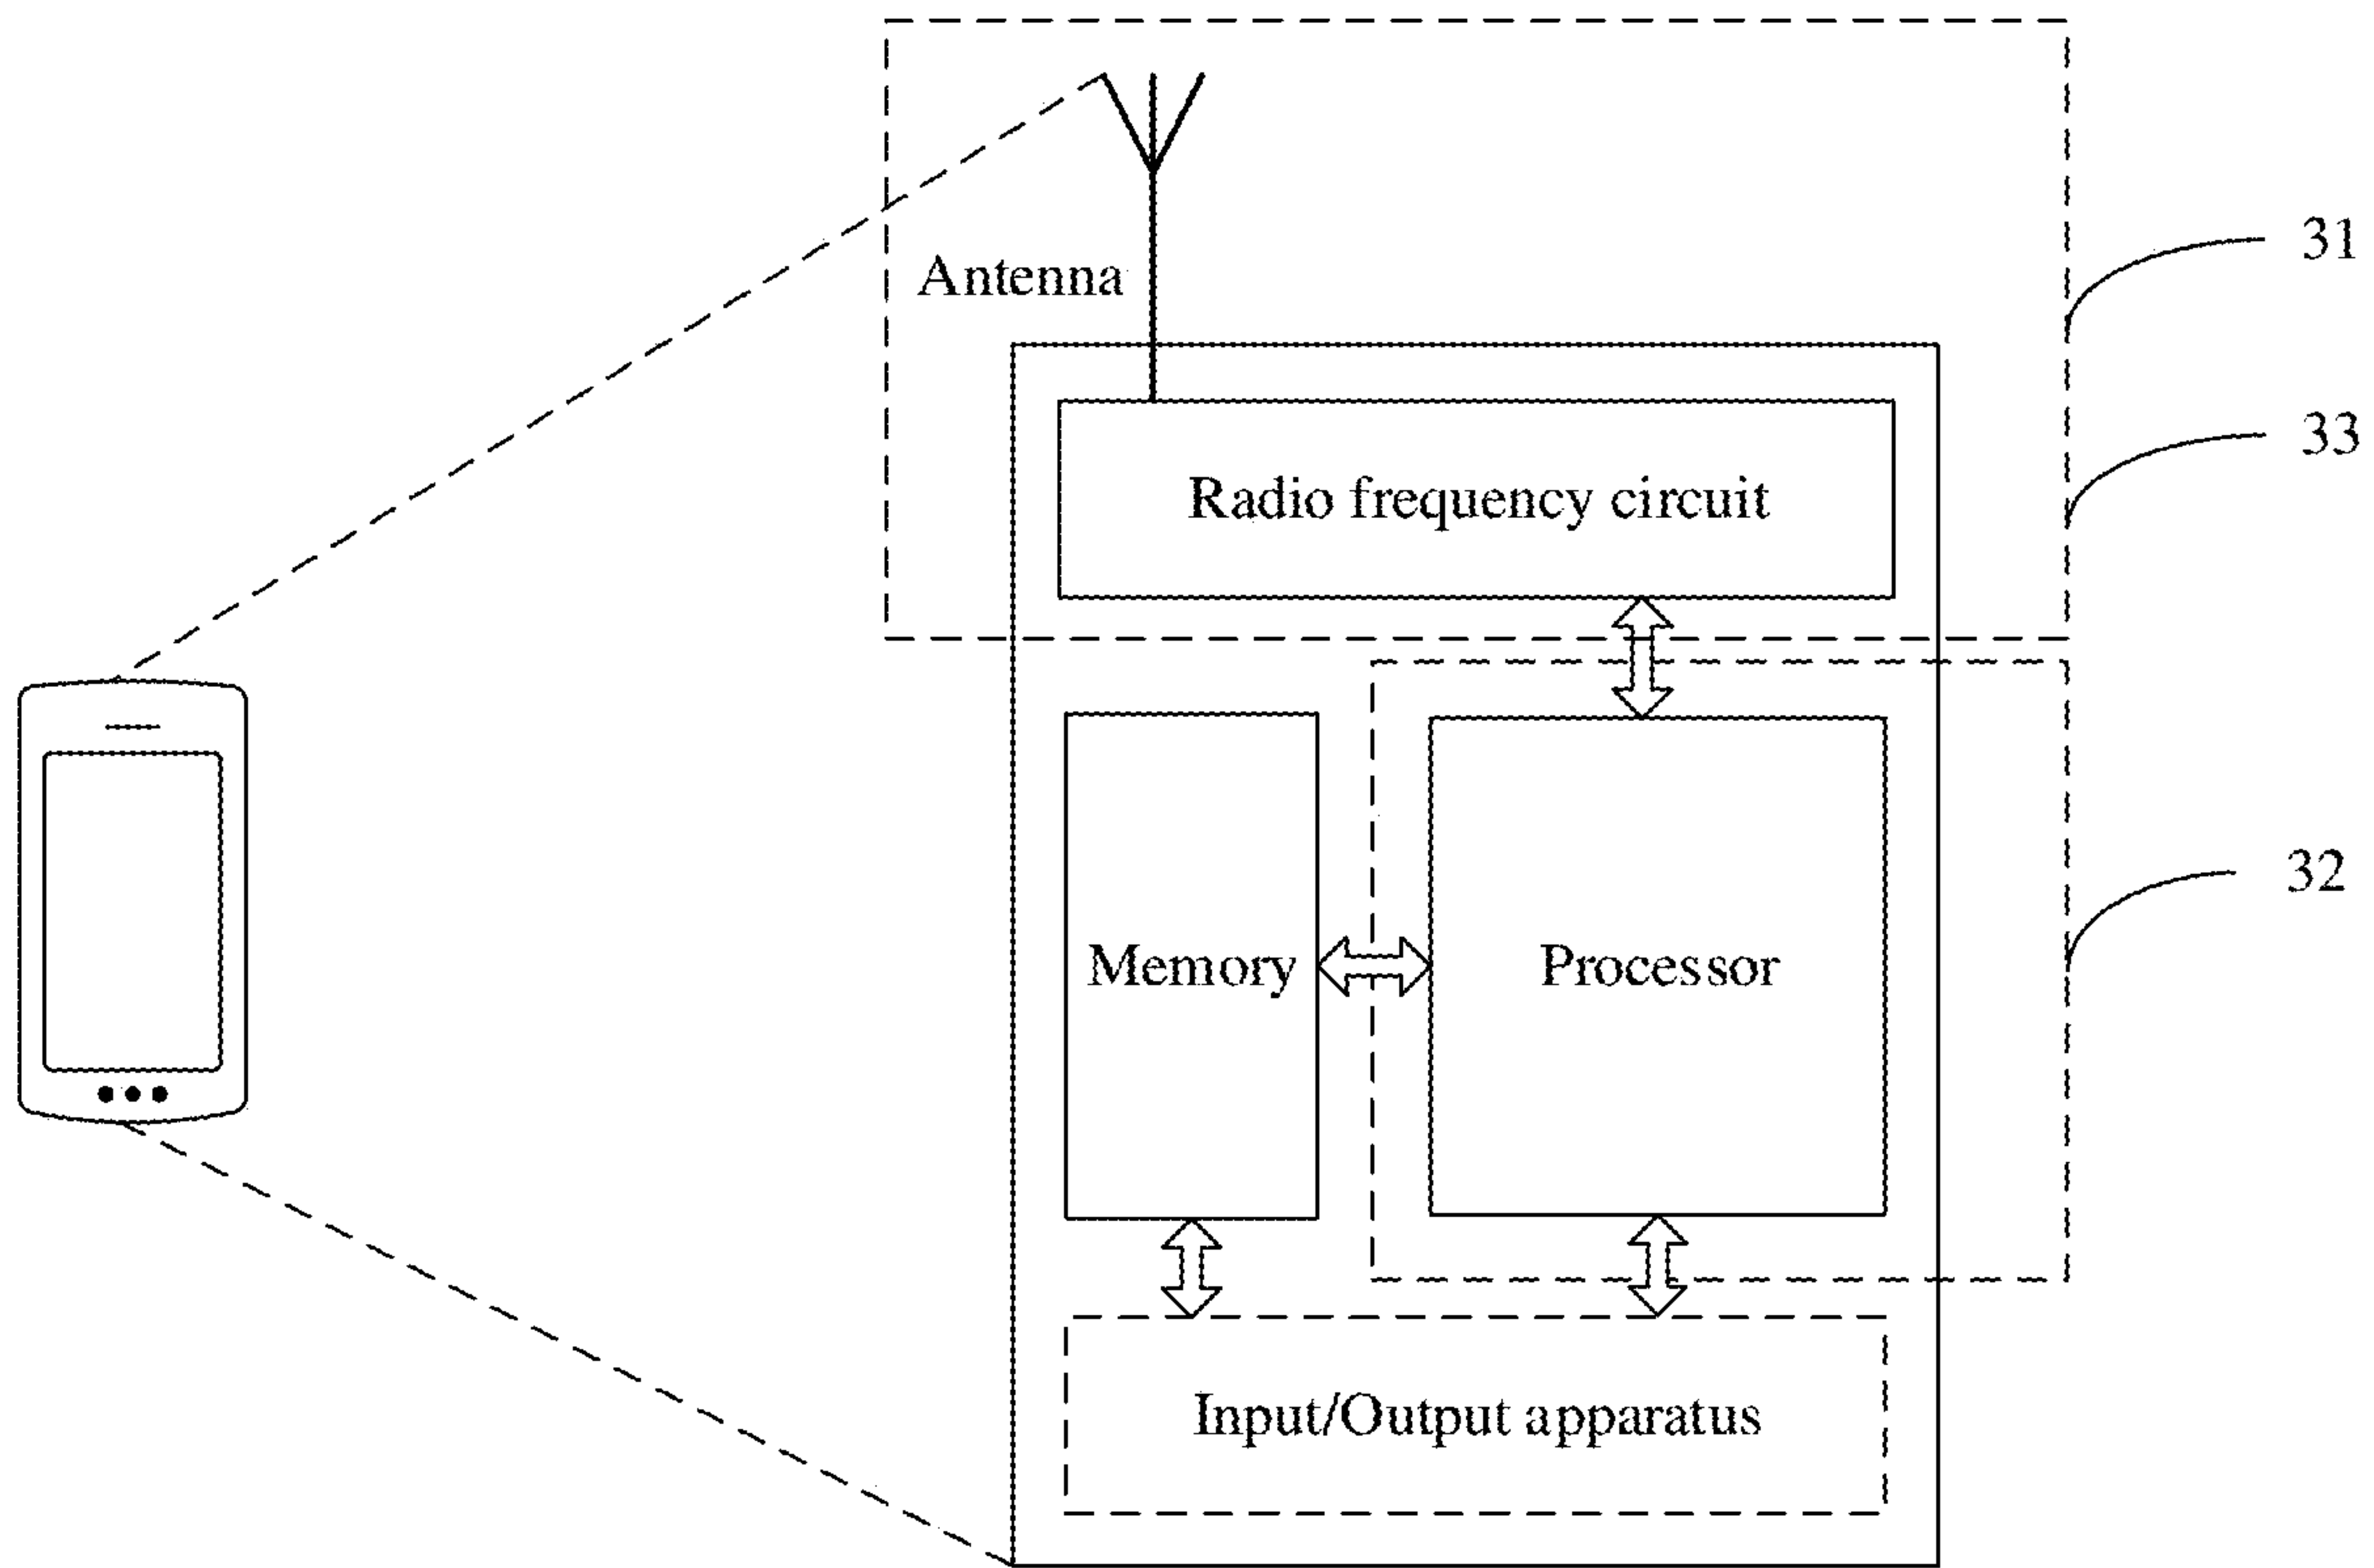 Antenna
31
33
Radio frequency circuit
32
Memory
Processor
Input/Output apparatus